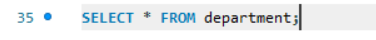 35 SELECT * FROM department;